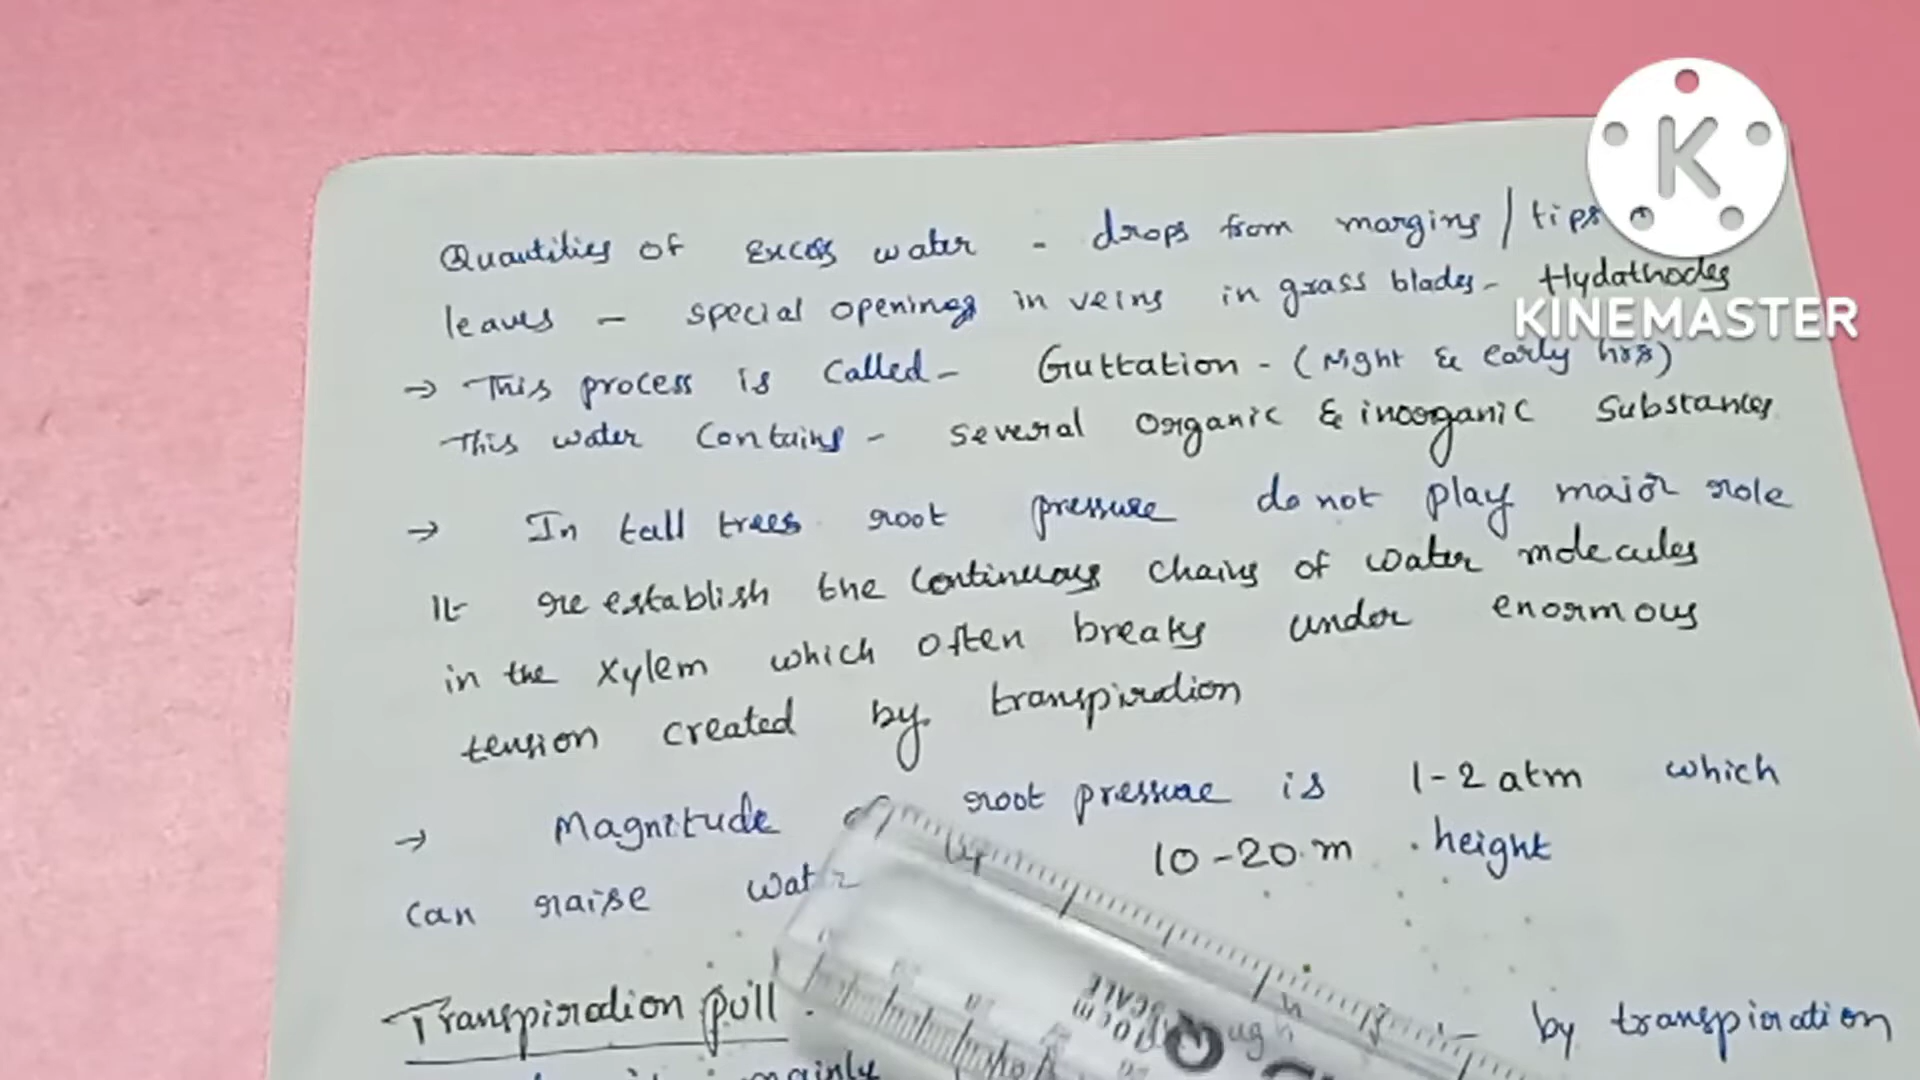 Quantities of excess water - drops from margins / tips
leaves - special openings in veins in grass blades - Hydathodes
KINEMASTER
→ This process is called - Guttation - (Night & early hrs)
This water contains - several organic & inorganic substances
→ In tall trees root pressure do not play major role
It re establish the continuous chains of water molecules
in the xylem which often breaks under enormous
tension created by transpiration
→ Magnitude of root pressure is 1-2 atm which
can raise water up 10-20 m height
Transpiration pull
by transpiration
mainly